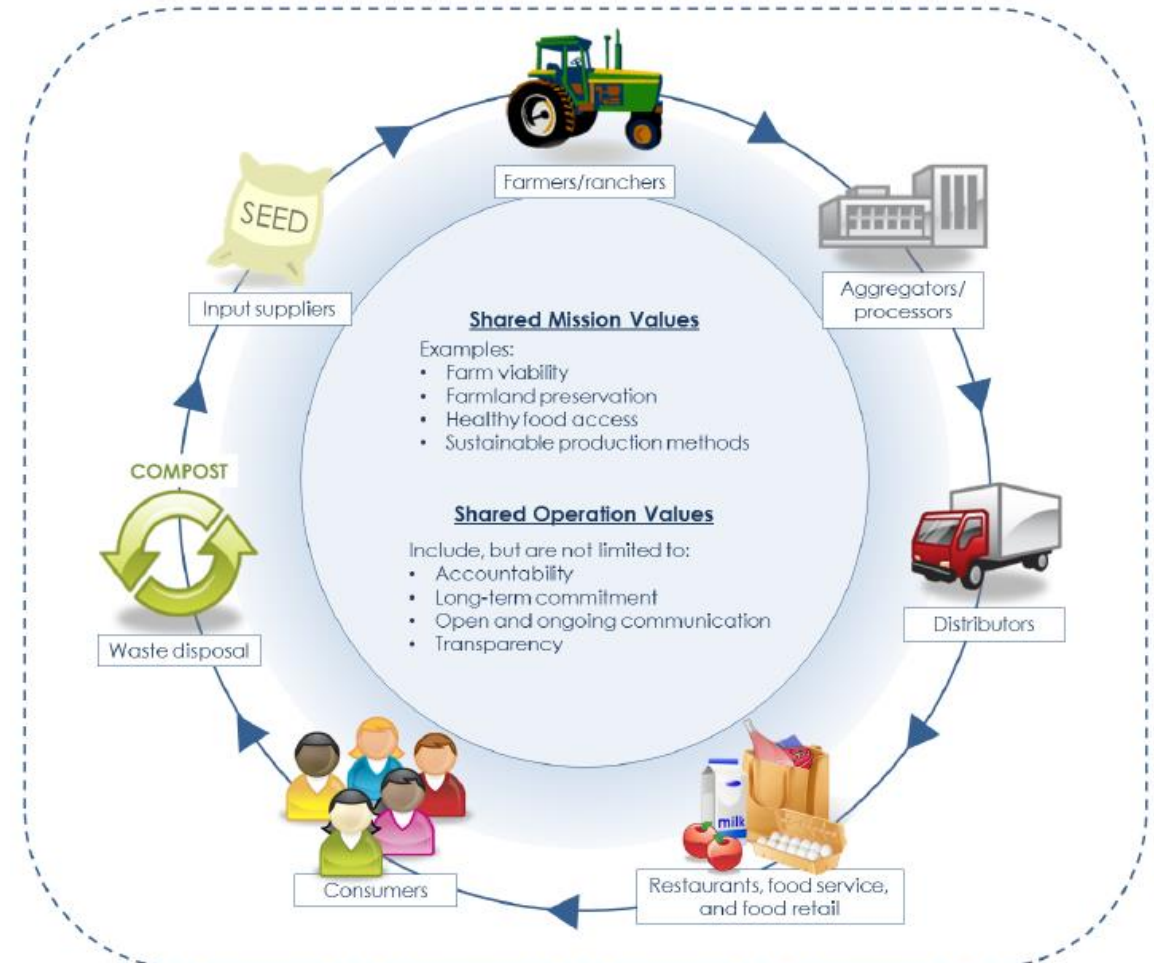 Farmers/ranchers
SEED
Input suppliers
Aggregators/
processors
Shared Mission Values
Examples:
• Farm viability
• Farmland preservation
• Healthy food access
• Sustainable production methods
COMPOST
Waste disposal
Shared Operation Values
Include, but are not limited to:
• Accountability
• Long-term commitment
• Open and ongoing communication
• Transparency
Distributors
milk
Consumers
Restaurants, food service,
and food retail